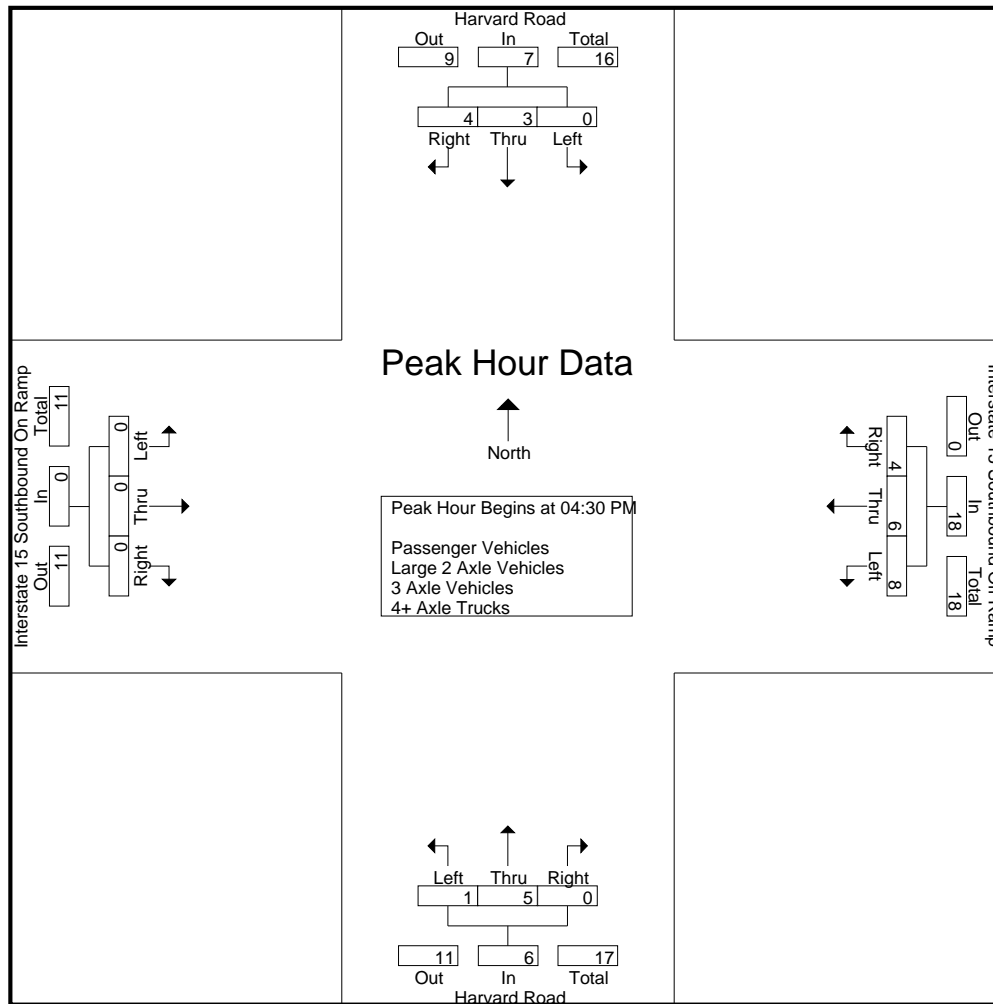 Harvard Road
Out In Total
9 7 16
4 3 0
Right Thru Left
Peak Hour Data
North
Peak Hour Begins at 04:30 PM
Passenger Vehicles
Large 2 Axle Vehicles
3 Axle Vehicles
4+ Axle Trucks
Interstate 15 Southbound On Ramp
Total In Out
11 0 11
0 0 0
Left Thru Right
Right Thru Left
4 6 8
Out In Total
0 18 18
Southbound Ramp
Left Thru Right
1 5 0
11 6 17
Out In Total
Harvard Road